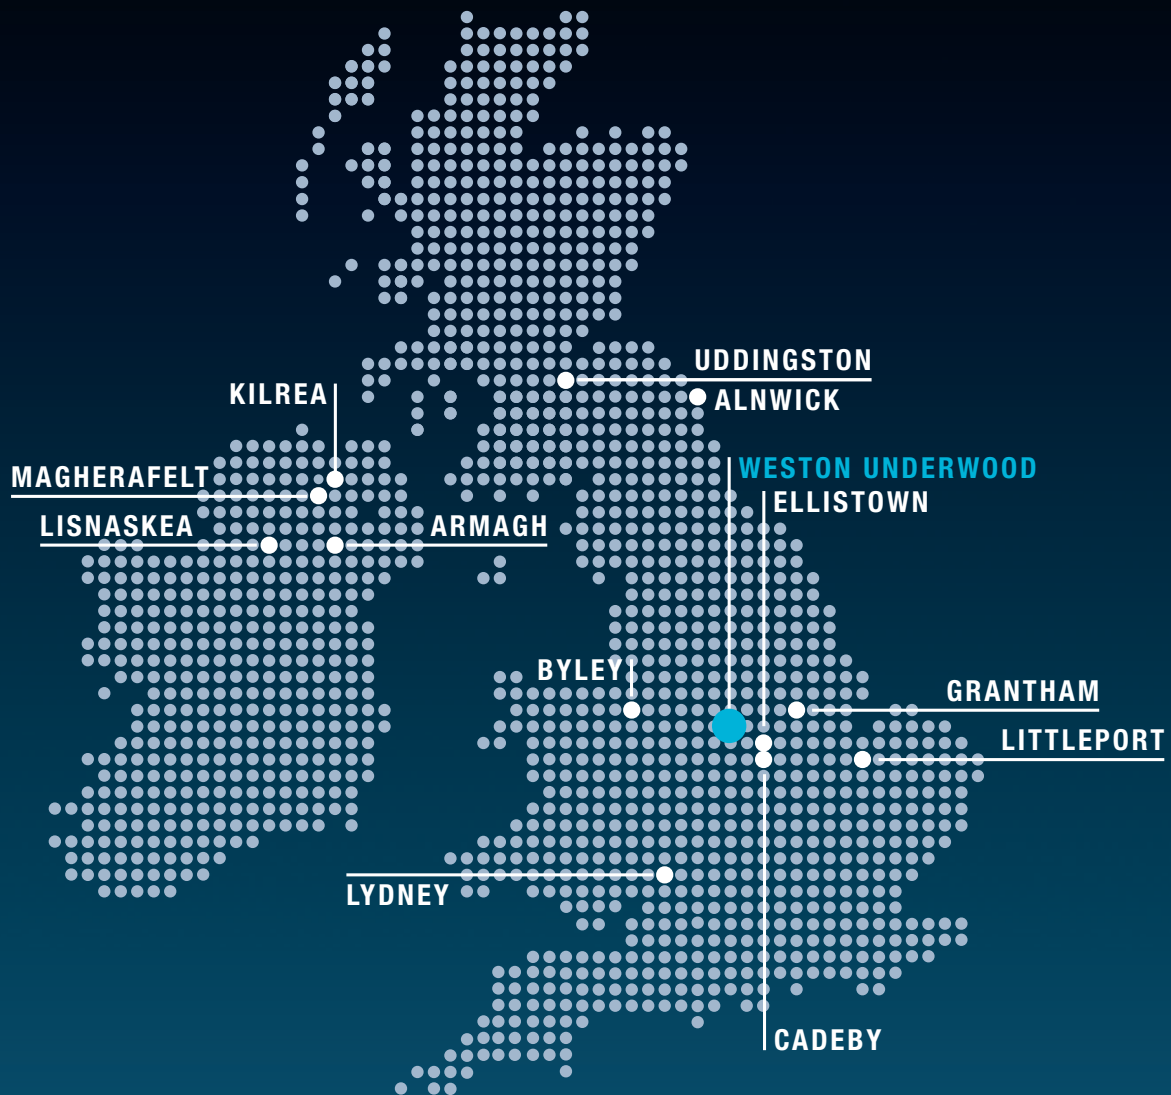 UDDINGSTON
KILREA
ALNWICK
WESTON UNDERWOOD
MAGHERAFELT
ELLISTOWN
LISNASKEA
ARMAGH
BYLEY
GRANTHAM
LITTLEPORT
LYDNEY
CADEBY